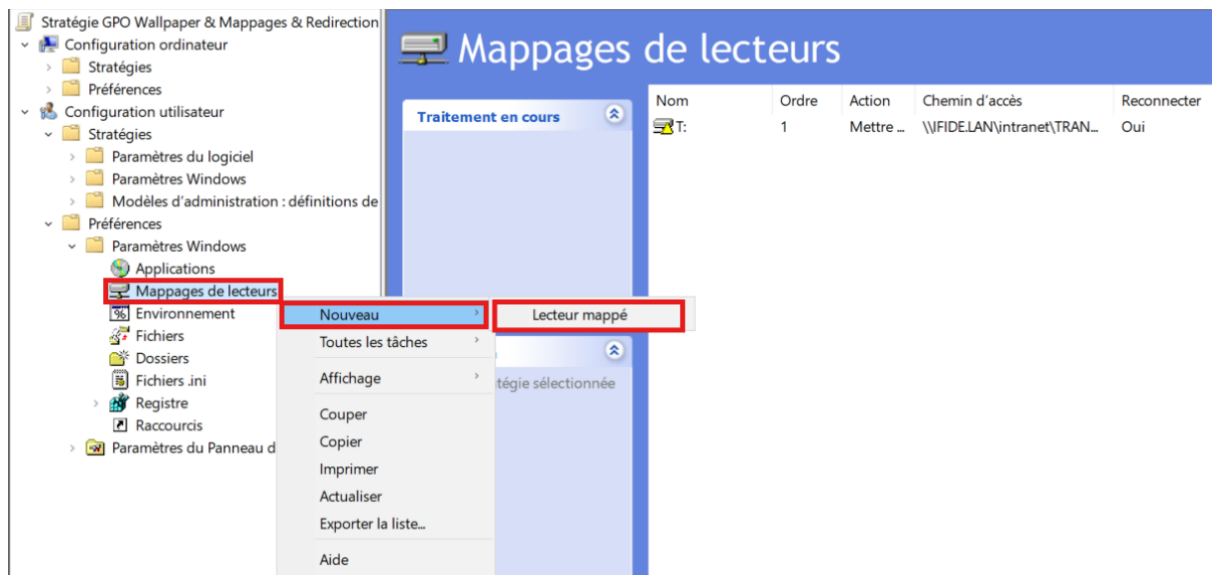 Stratégie GPO Wallpaper & Mappages & Redirection
Configuration ordinateur
Stratégies
Préférences
Configuration utilisateur
Stratégies
Paramètres du logiciel
Paramètres Windows
Modèles d'administration : définitions de
Préférences
Paramètres Windows
Applications
Mappages de lecteurs
Environnement
Fichiers
Dossiers
Fichiers .ini
Registre
Raccourcis
Paramètres du Panneau d
Nouveau
Toutes les tâches
Affichage
Couper
Copier
Imprimer
Actualiser
Exporter la liste...
Aide
Lecteur mappé
Mappages de lecteurs
Traitement en cours
tégie sélectionnée
Nom Ordre Action Chemin d'accès Reconnecter
T: 1 Mettre ... \\IFIDE.LAN\intranet\TRAN... Oui